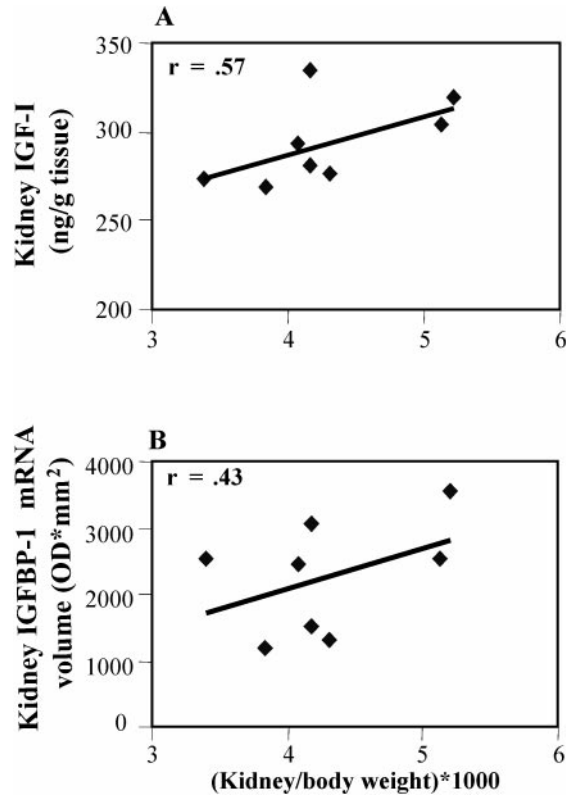 A
r = .57
Kidney IGF-I
(ng/g tissue)
350
300
250
200
3 4 5 6
B
r = .43
Kidney IGFBP-1 mRNA
volume (OD*mm²)
4000
3000
2000
1000
0
3 4 5 6
(Kidney/body weight)*1000